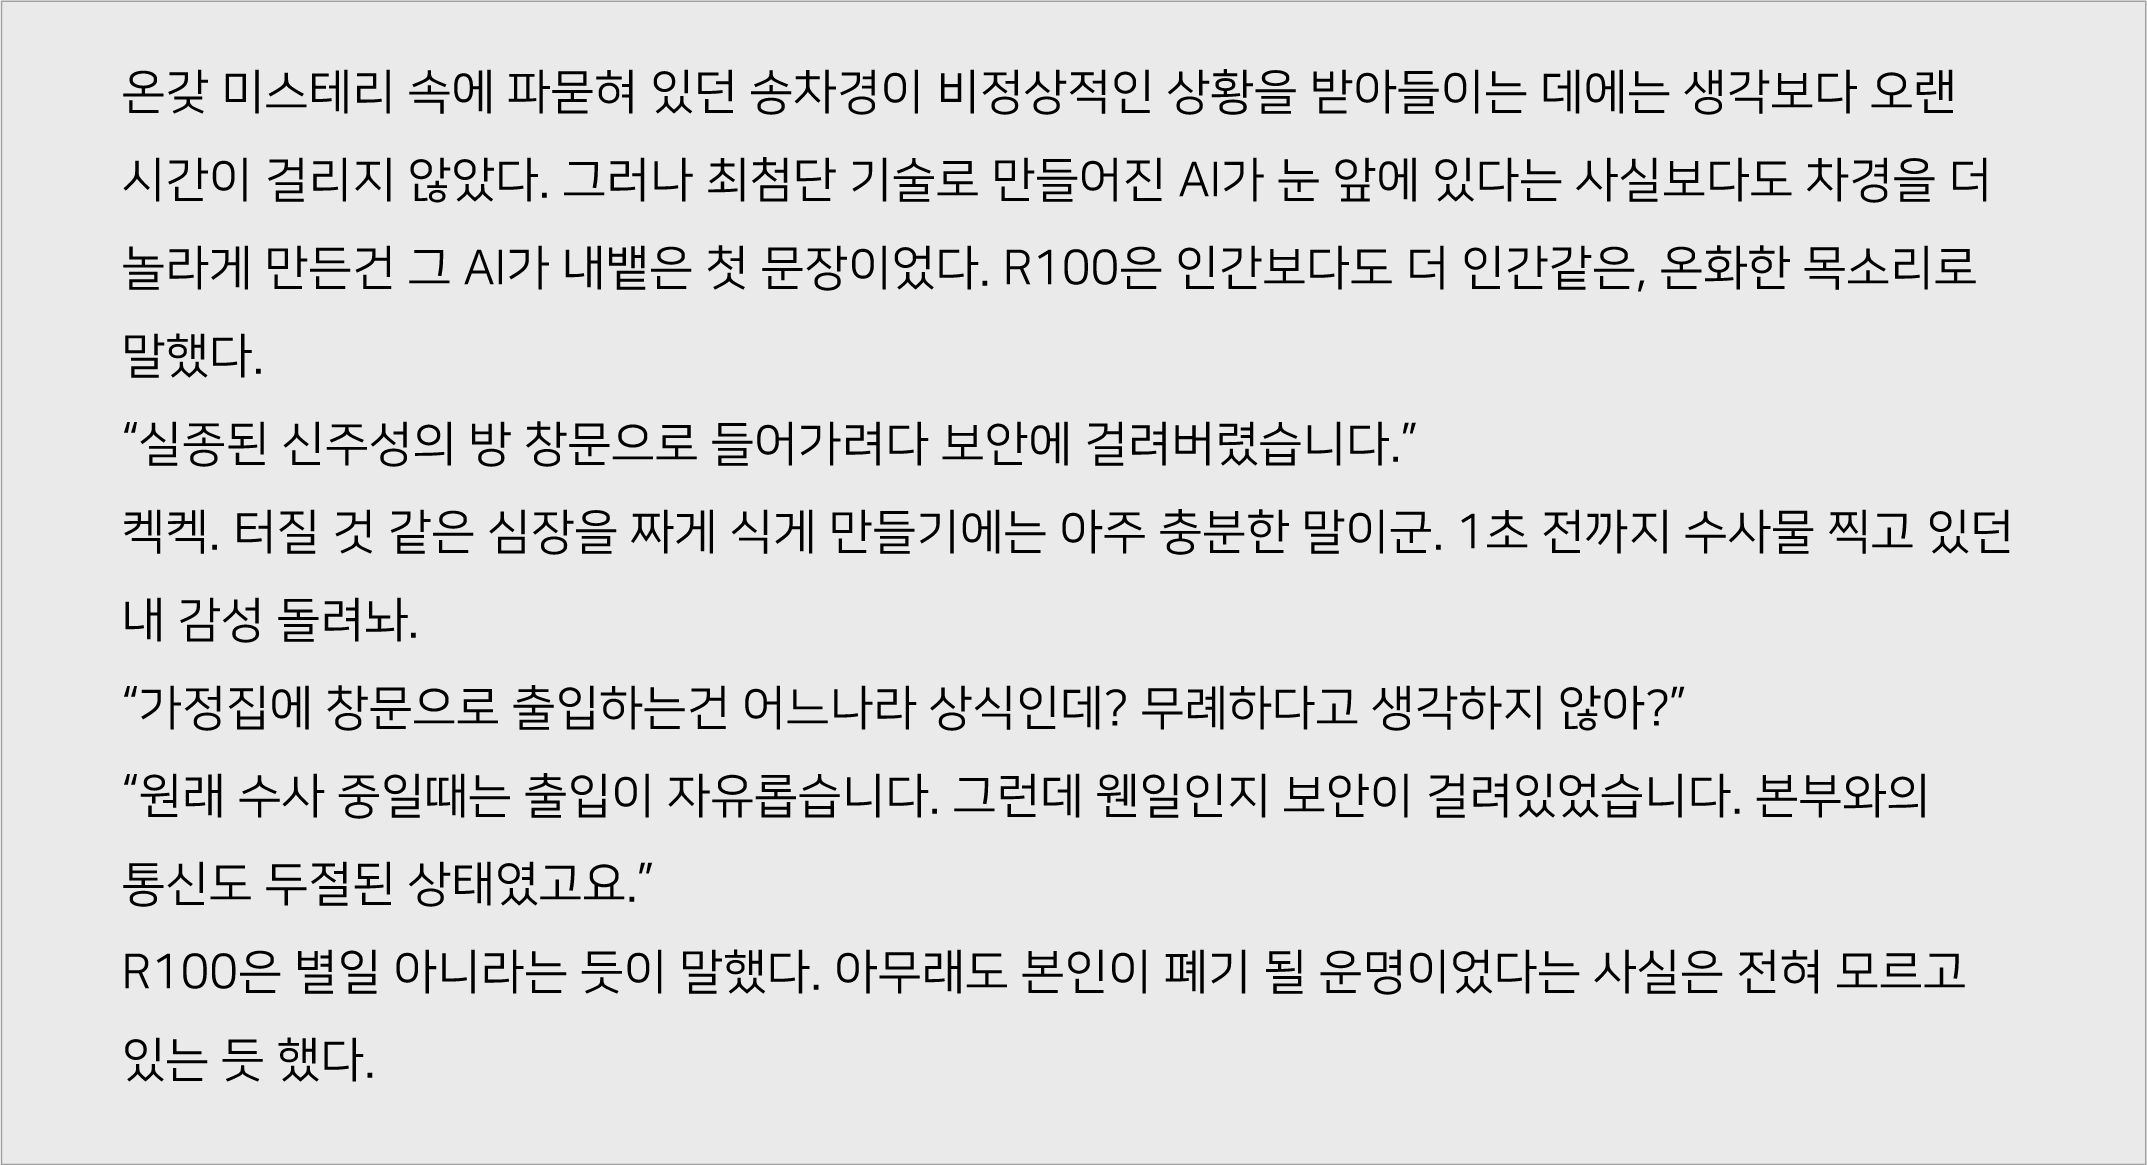 온갖 미스테리 속에 파묻혀 있던 송차경이 비정상적인 상황을 받아들이는 데에는 생각보다 오랜
시간이 걸리지 않았다. 그러나 최첨단 기술로 만들어진 AI가 눈 앞에 있다는 사실보다도 차경을 더
놀라게 만든건 그 AI가 내뱉은 첫 문장이었다. R100은 인간보다도 더 인간같은, 온화한 목소리로
말했다.
“실종된 신주성의 방 창문으로 들어가려다 보안에 걸려버렸습니다.”
켁켁. 터질 것 같은 심장을 짜게 식게 만들기에는 아주 충분한 말이군. 1초 전까지 수사물 찍고 있던
내 감성 돌려놔.
“가정집에 창문으로 출입하는건 어느나라 상식인데? 무례하다고 생각하지 않아?”
“원래 수사 중일때는 출입이 자유롭습니다. 그런데 웬일인지 보안이 걸려있었습니다. 본부와의
통신도 두절된 상태였고요.”
R100은 별일 아니라는 듯이 말했다. 아무래도 본인이 폐기 될 운명이었다는 사실은 전혀 모르고
있는 듯 했다.